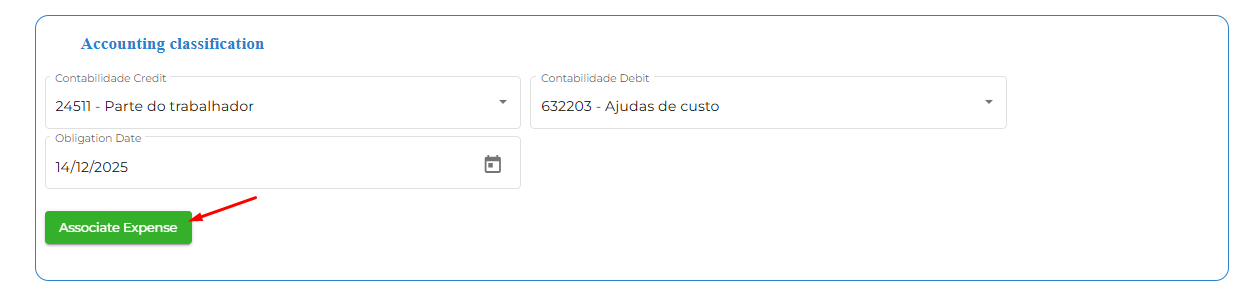 Accounting classification
Contabilidade Credit
24511 - Parte do trabalhador
Contabilidade Debit
632203 - Ajudas de custo
Obligation Date
14/12/2025
Associate Expense